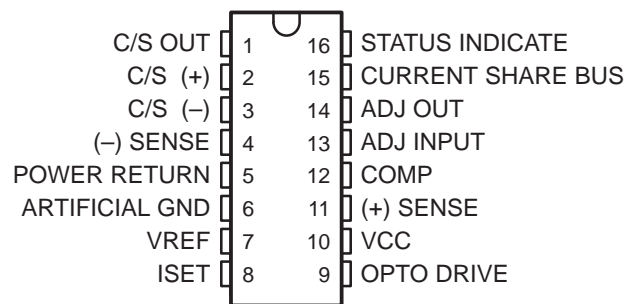 C/S OUT 1 16 STATUS INDICATE
C/S (+) 2 15 CURRENT SHARE BUS
C/S (–) 3 14 ADJ OUT
(–) SENSE 4 13 ADJ INPUT
POWER RETURN 5 12 COMP
ARTIFICIAL GND 6 11 (+) SENSE
VREF 7 10 VCC
ISET 8 9 OPTO DRIVE